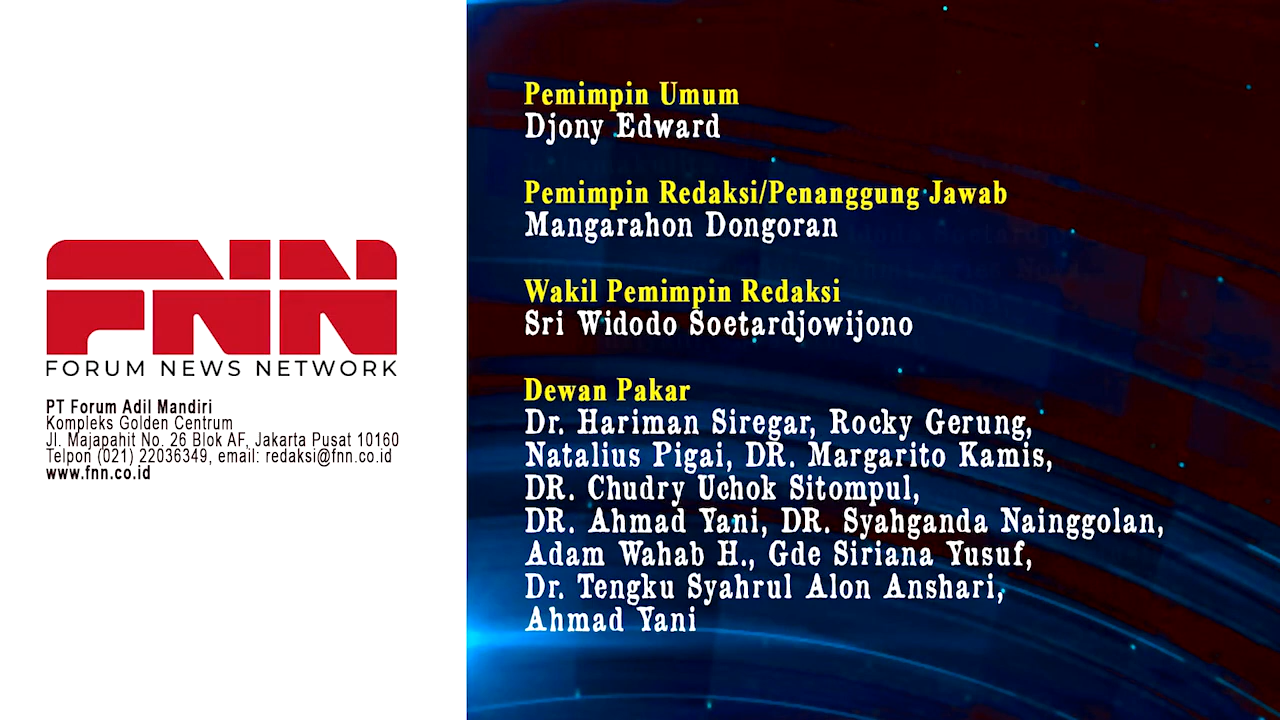 FNN
FORUM NEWS NETWORK
PT Forum Adil Mandiri
Kompleks Golden Centrum
Jl. Majapahit No. 26 Blok AF, Jakarta Pusat 10160
Telpon (021) 22036349, email: redaksi@fnn.co.id
www.fnn.co.id
Pemimpin Umum
Djony Edward
Pemimpin Redaksi/Penanggung Jawab
Mangarahon Dongoran
Wakil Pemimpin Redaksi
Sri Widodo Soetardjowijono
Dewan Pakar
Dr. Hariman Siregar, Rocky Gerung,
Natalius Pigai, DR. Margarito Kamis,
DR. Chudry Uchok Sitompul,
DR. Ahmad Yani, DR. Syahganda Nainggolan,
Adam Wahab H., Gde Siriana Yusuf,
Dr. Tengku Syahrul Alon Anshari,
Ahmad Yani